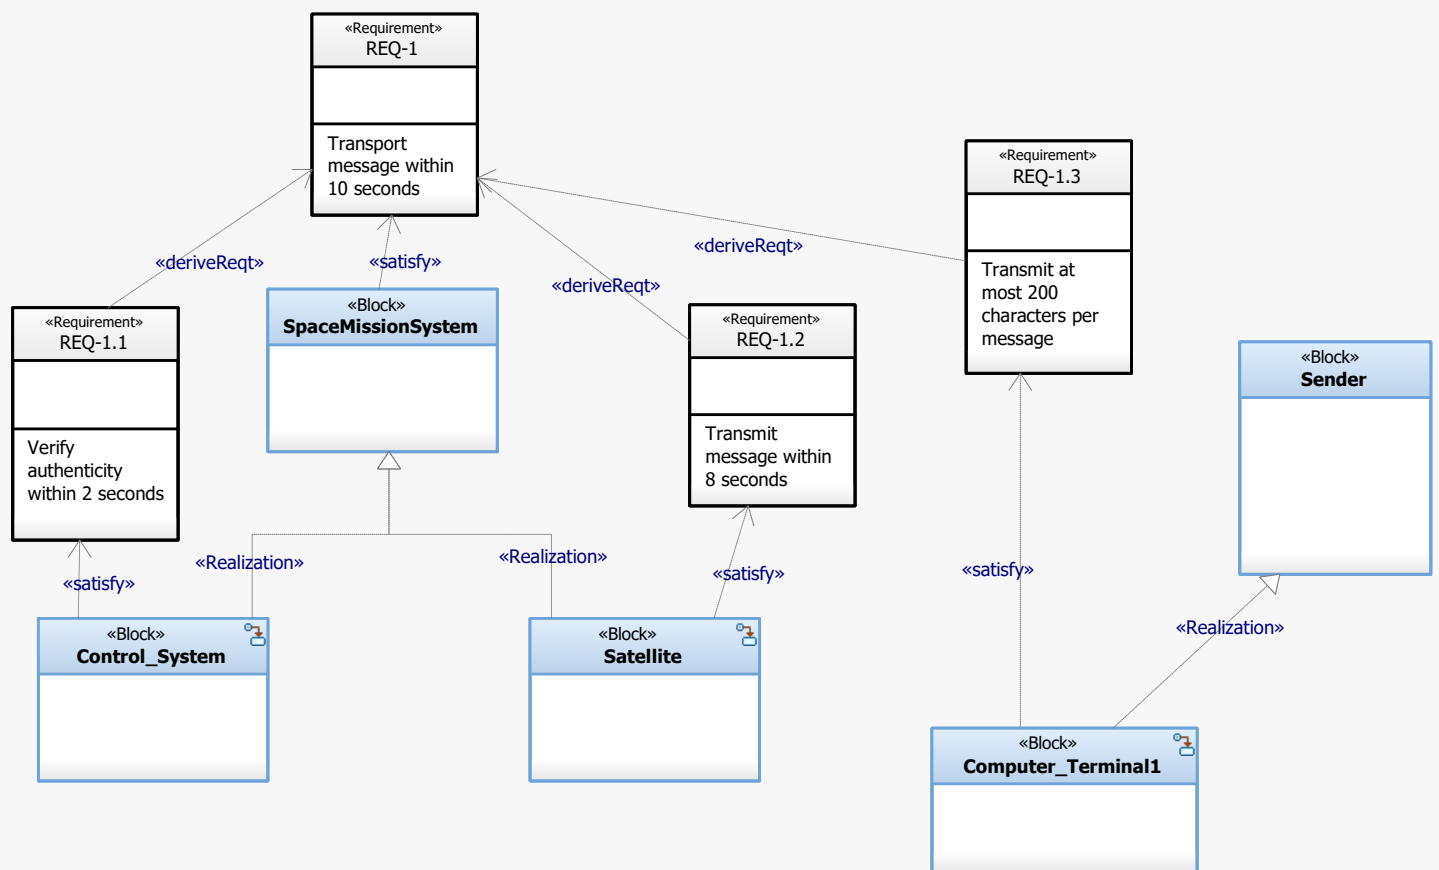 «Requirement»
REQ-1
Transport
message within
10 seconds
«Requirement»
REQ-1.3
Transmit at
most 200
characters per
message
«deriveReqt»
«deriveReqt»
«satisfy»
«deriveReqt»
«Requirement»
REQ-1.1
Verify
authenticity
within 2 seconds
«Block»
SpaceMissionSystem
«Requirement»
REQ-1.2
Transmit
message within
8 seconds
«Block»
Sender
«satisfy»
«Realization»
«Realization»
«satisfy»
«satisfy»
«Realization»
«Block»
Control_System
«Block»
Satellite
«Block»
Computer_Terminal1